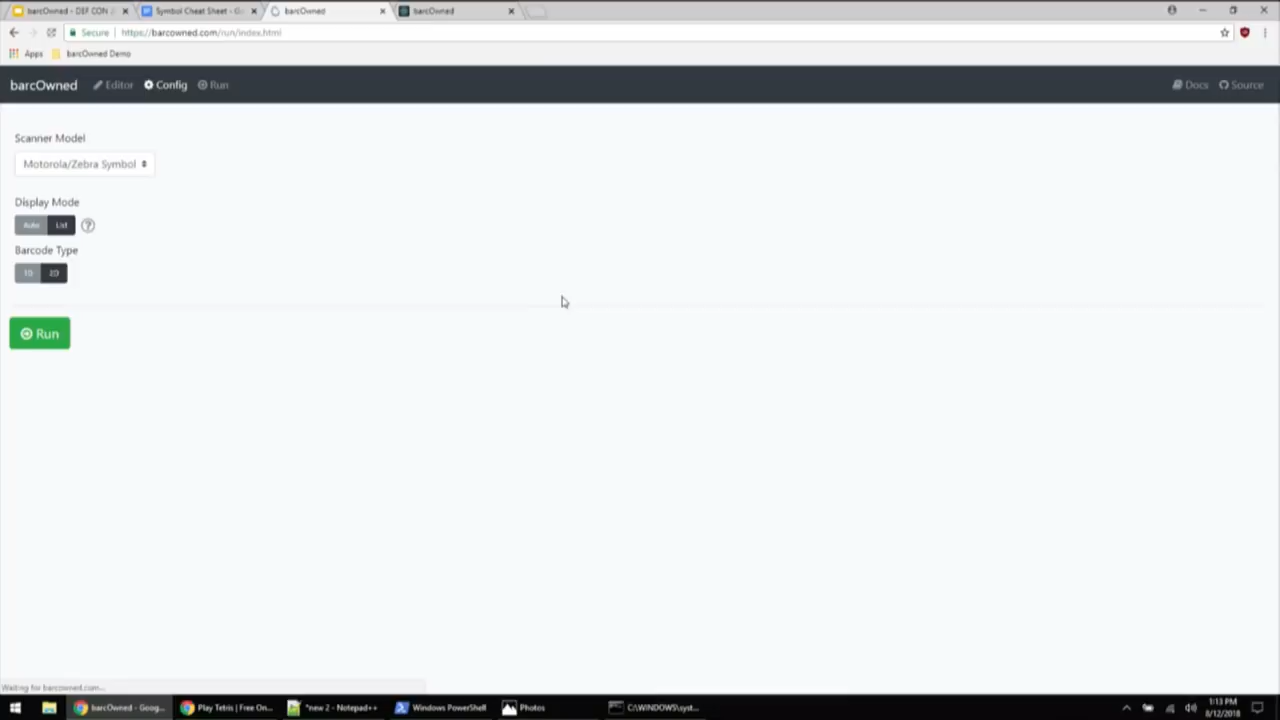 barcOwned - DEF CON 2
Symbol Cheat Sheet - G
barcOwned
barcOwned
Secure
https://barcowned.com/run/index.html
Apps
barcOwned Demo
barcOwned
Editor
Config
Run
Docs
Source
Scanner Model
Motorola/Zebra Symbol
Display Mode
Auto
List
?
Barcode Type
1D
2D
Run
Waiting for barcowned.com...
barcOwned - Goog...
Play Tetris | Free On...
*new 2 - Notepad++
Windows PowerShell
Photos
C:\WINDOWS\syst...
1:13 PM
8/12/2018